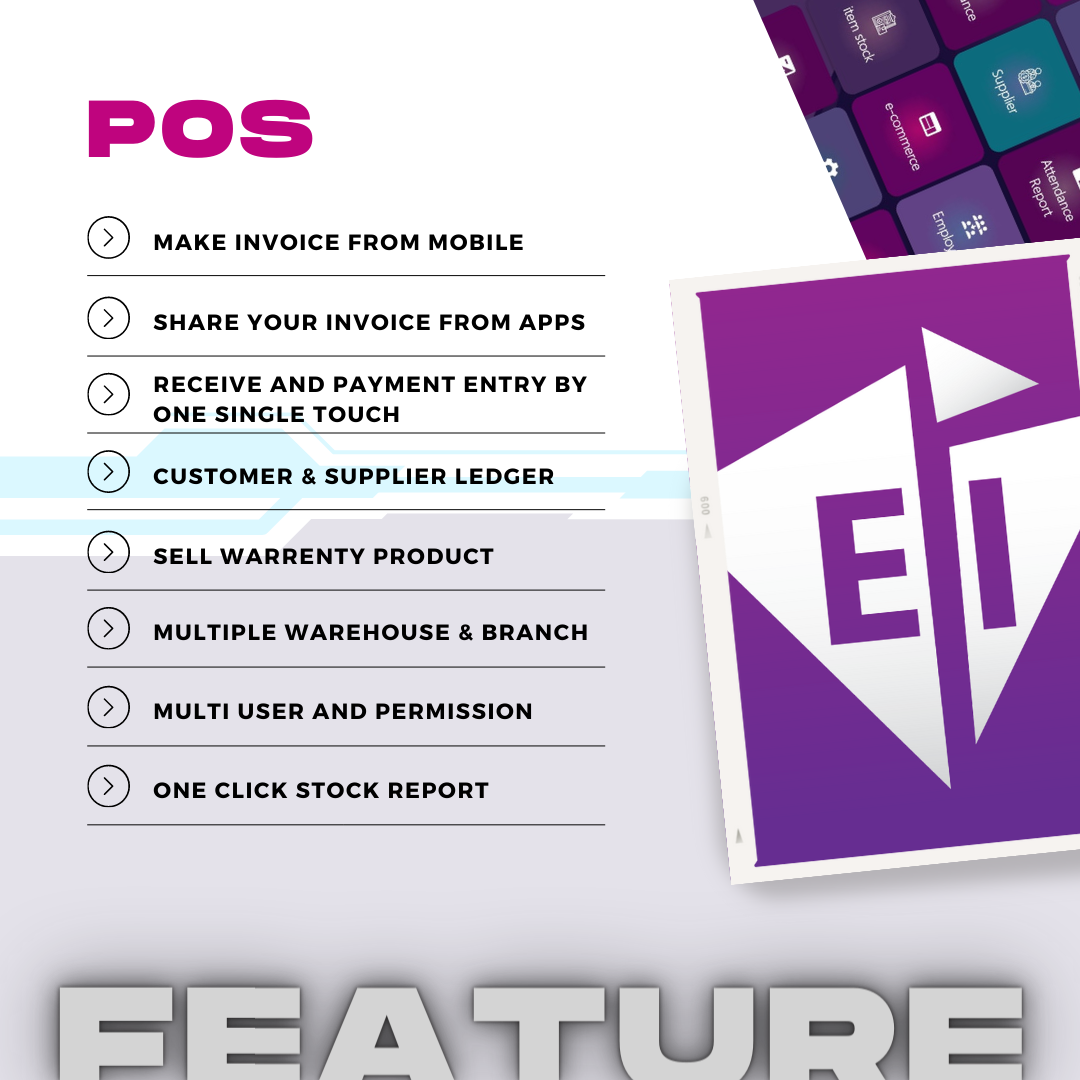 item stock
Supplier
e-commerce
Attendance
Report
POS
MAKE INVOICE FROM MOBILE
SHARE YOUR INVOICE FROM APPS
RECEIVE AND PAYMENT ENTRY BY
ONE SINGLE TOUCH
CUSTOMER & SUPPLIER LEDGER
SELL WARRENTY PRODUCT
MULTIPLE WAREHOUSE & BRANCH
MULTI USER AND PERMISSION
ONE CLICK STOCK REPORT
E I
600
FEATURE